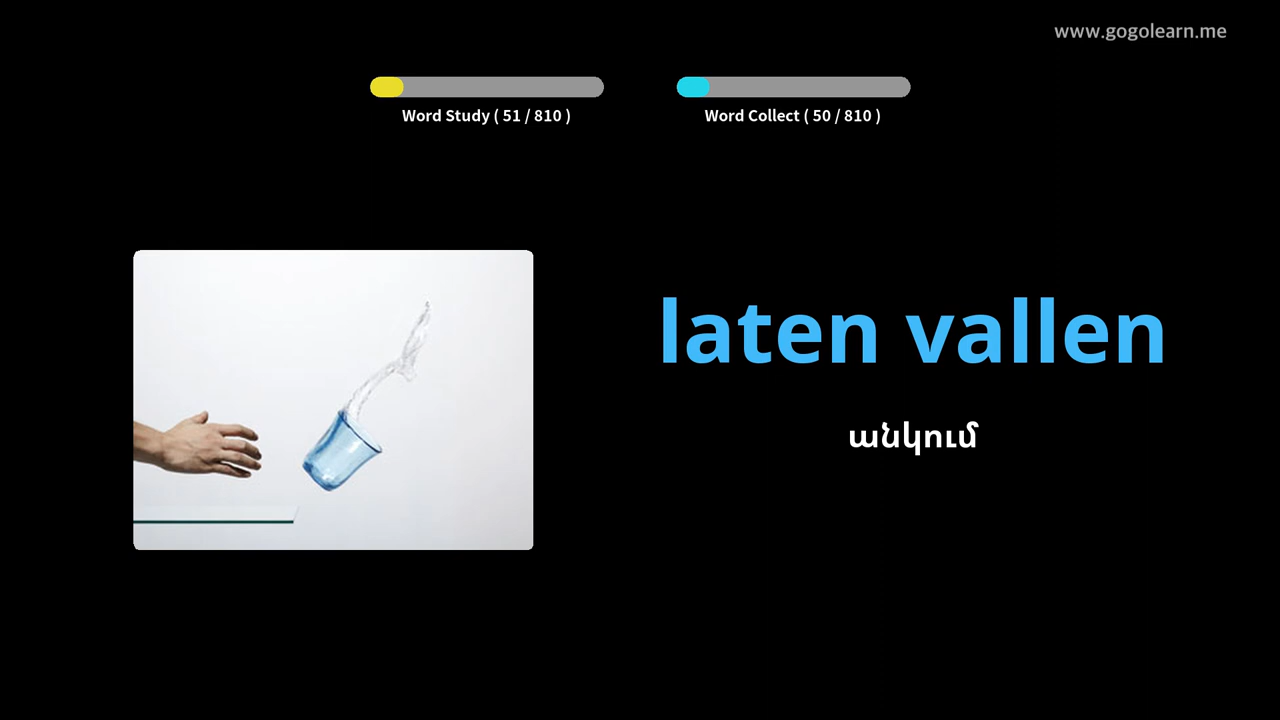 www.gogolearn.me
Word Study ( 51 / 810 )
Word Collect ( 50 / 810 )
laten vallen
անկում